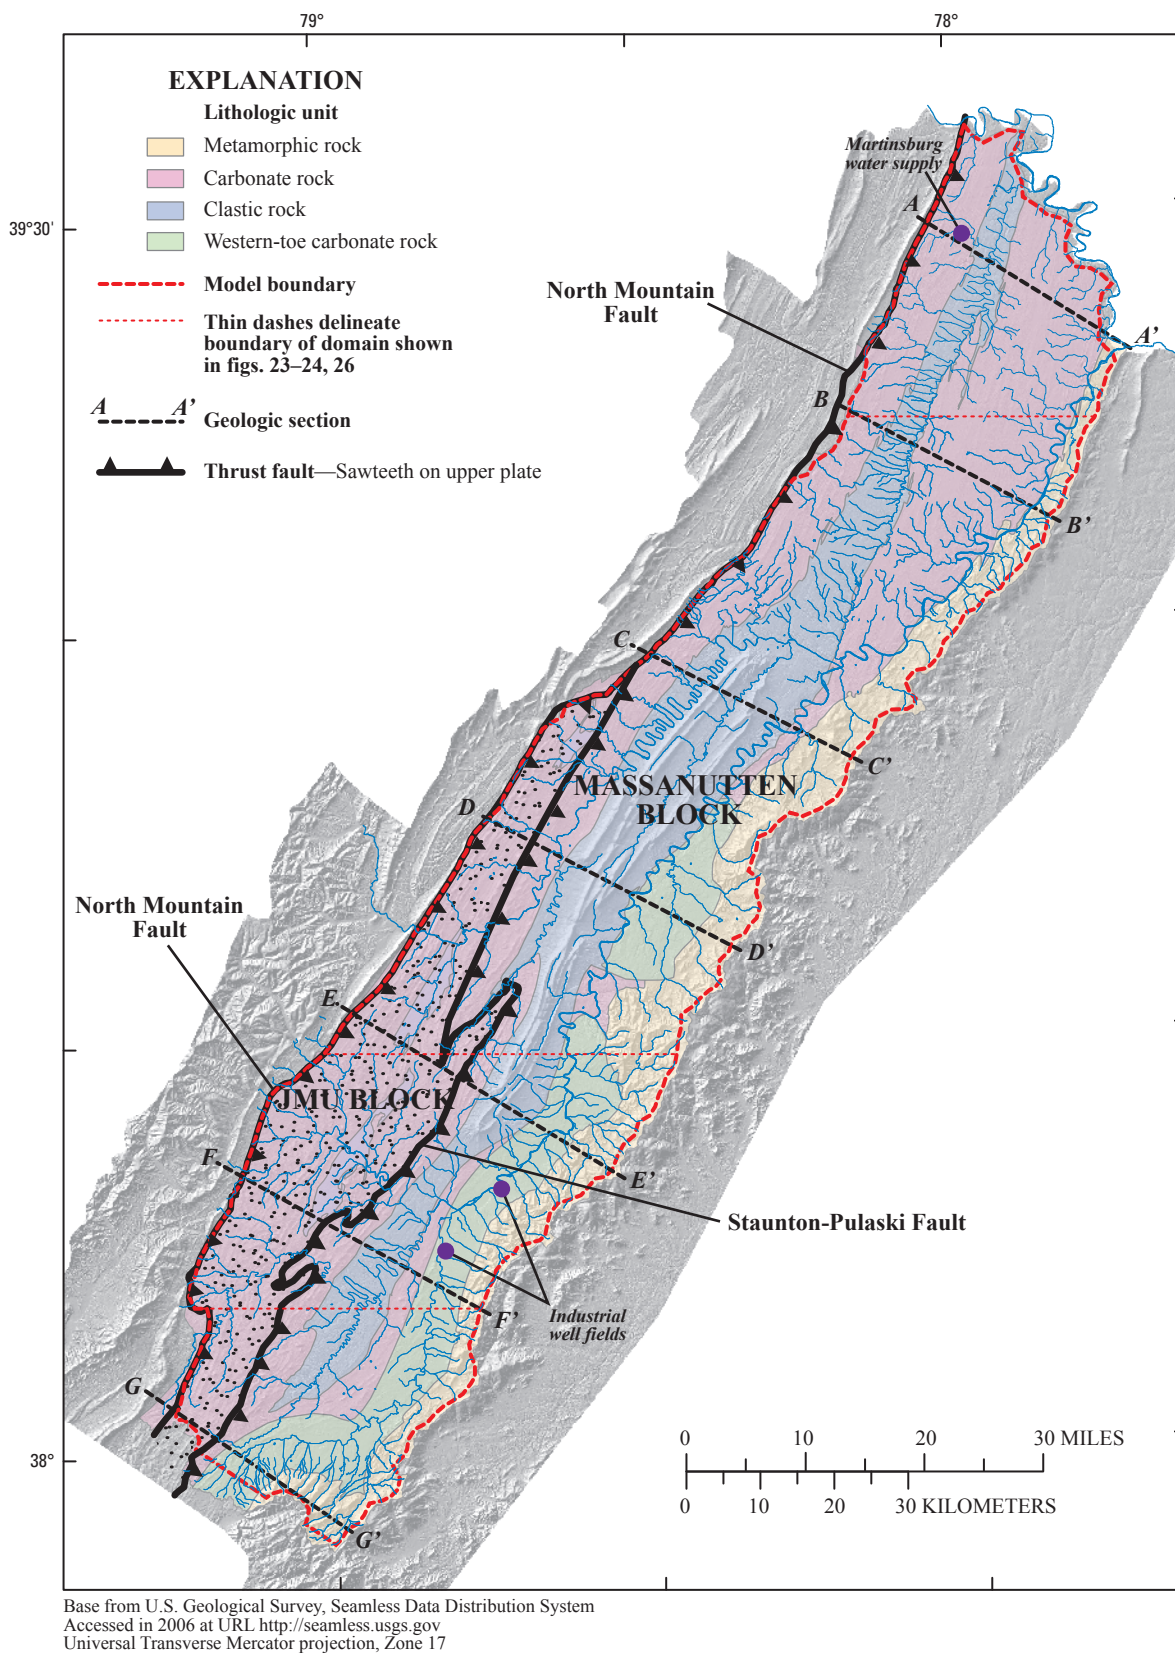 79°
78°
EXPLANATION
Lithologic unit
Metamorphic rock
Carbonate rock
Clastic rock
Western-toe carbonate rock
Model boundary
Thin dashes delineate
boundary of domain shown
in figs. 23–24, 26
A A’
Geologic section
Thrust fault—Sawteeth on upper plate
39°30'
38°
Martinsburg
water supply
A
A’
North Mountain
Fault
B
B’
C
C’
MASSANUTTEN
BLOCK
D
D’
North Mountain
Fault
E
E’
JMU BLOCK
F
F’
Staunton-Pulaski Fault
Industrial
well fields
G
G’
0 10 20 30 MILES
0 10 20 30 KILOMETERS
Base from U.S. Geological Survey, Seamless Data Distribution System
Accessed in 2006 at URL http://seamless.usgs.gov
Universal Transverse Mercator projection, Zone 17